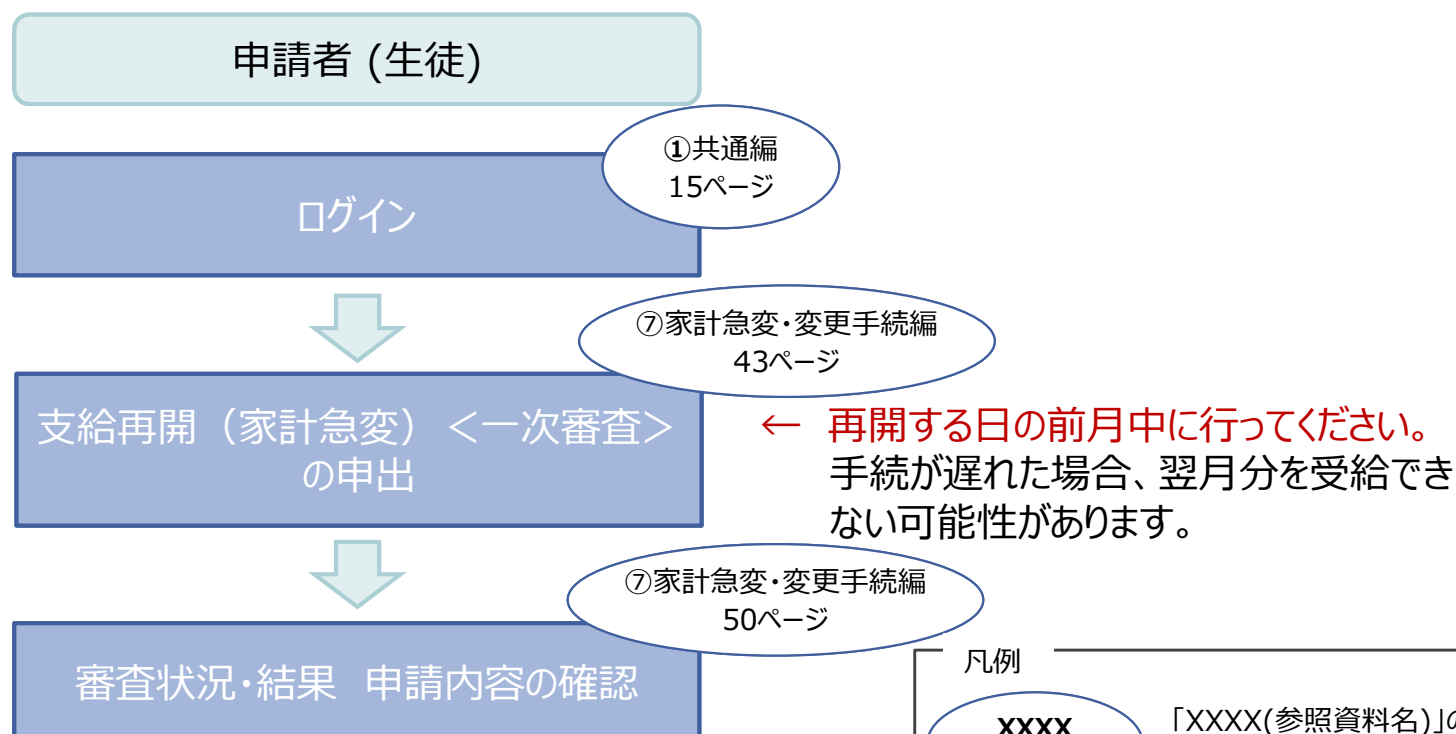 申請者 (生徒)
①共通編
15ページ
ログイン
⑦家計急変・変更手続編
43ページ
支給再開（家計急変）＜一次審査＞
の申出
← 再開する日の前月中に行ってください。
手続が遅れた場合、翌月分を受給でき
ない可能性があります。
⑦家計急変・変更手続編
50ページ
審査状況・結果　申請内容の確認
凡例
XXXX
「XXXX(参照資料名)」の